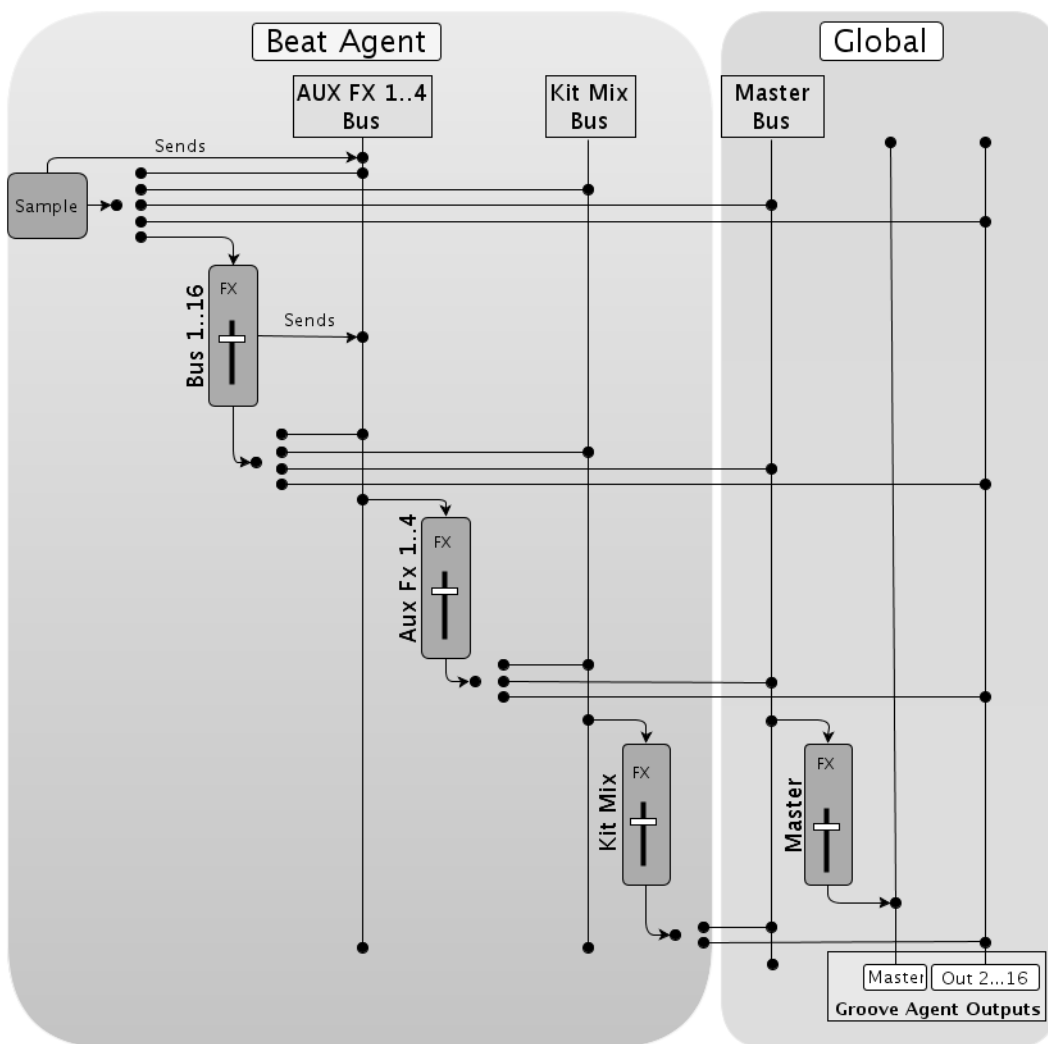 Beat Agent
Global
AUX FX 1..4
Bus
Kit Mix
Bus
Master
Bus
Sends
Sample
FX
Bus 1..16
Sends
FX
Aux Fx 1..4
FX
Kit Mix
FX
Master
Master
Out 2...16
Groove Agent Outputs